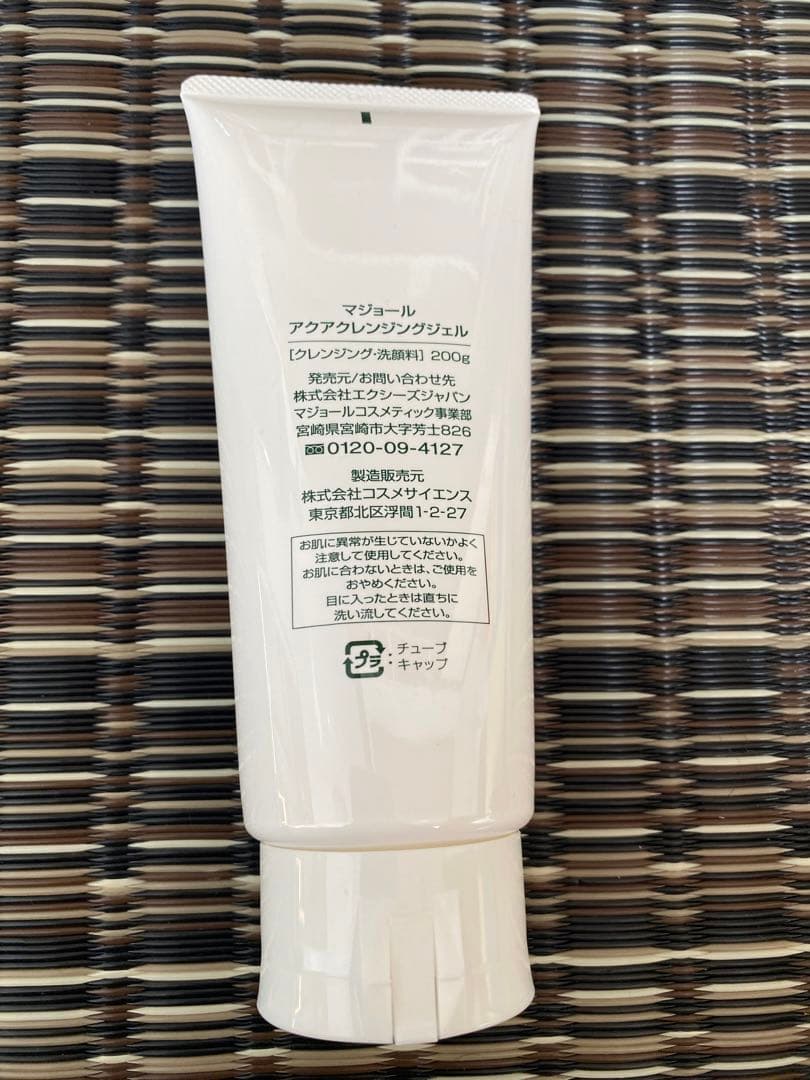 マジョール
アクアクレンジングジェル
[クレンジング・洗顔料] 200g
発売元/お問い合わせ先
株式会社エクシーズジャパン
マジョールコスメティック事業部
宮崎県宮崎市大字芳士826
0120-09-4127
製造販売元
株式会社コスメサイエンス
東京都北区浮間1-2-27
お肌に異常が生じていないかよく
注意して使用してください。
お肌に合わないときは、ご使用を
おやめください。
目に入ったときは直ちに
洗い流してください。
プラ : チューブ
キャップ